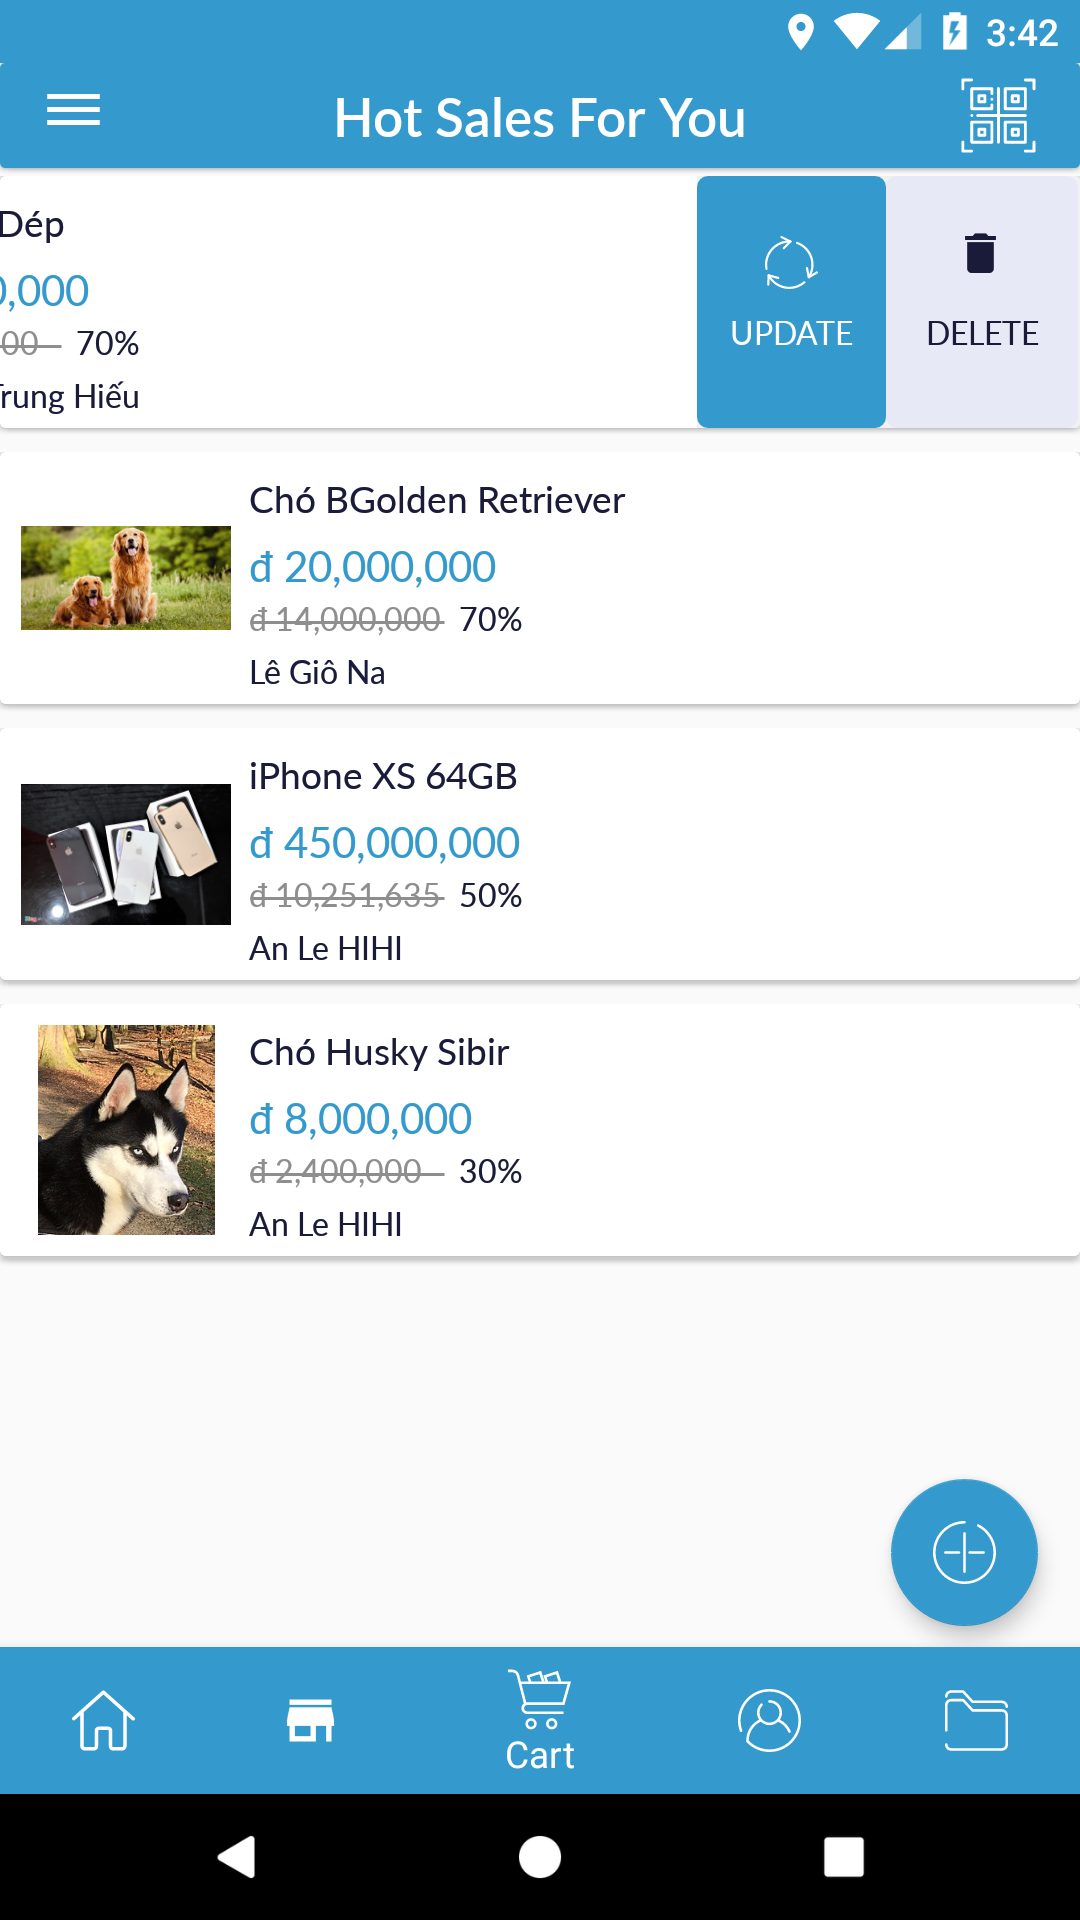 3:42
Hot Sales For You
Dép
0,000
00 70%
Trung Hiếu
UPDATE
DELETE
Chó BGolden Retriever
đ 20,000,000
đ 14,000,000 70%
Lê Giô Na
iPhone XS 64GB
đ 450,000,000
đ 10,251,635 50%
An Le HIHI
Chó Husky Sibir
đ 8,000,000
đ 2,400,000 30%
An Le HIHI
Cart